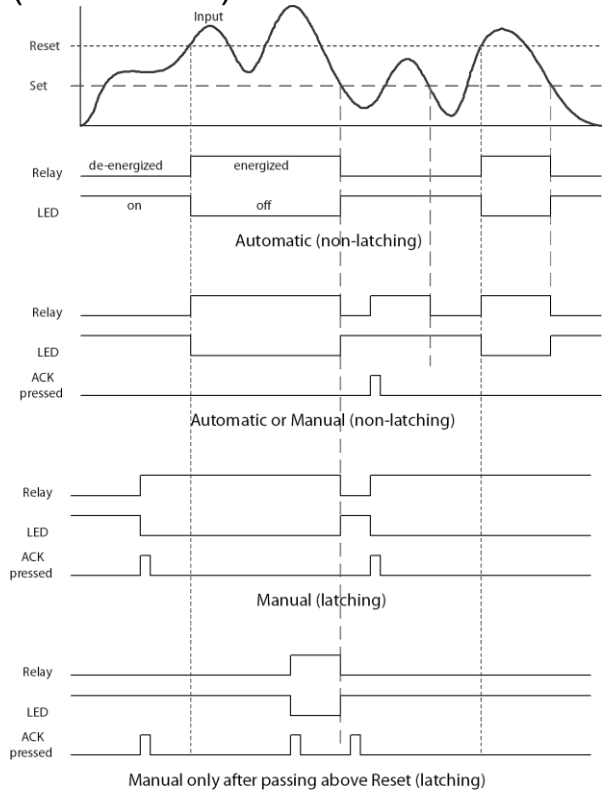 Input
Reset
Set
de-energized energized
Relay
LED
on off
Automatic (non-latching)
Relay
LED
ACK
pressed
Automatic or Manual (non-latching)
Relay
LED
ACK
pressed
Manual (latching)
Relay
LED
ACK
pressed
Manual only after passing above Reset (latching)